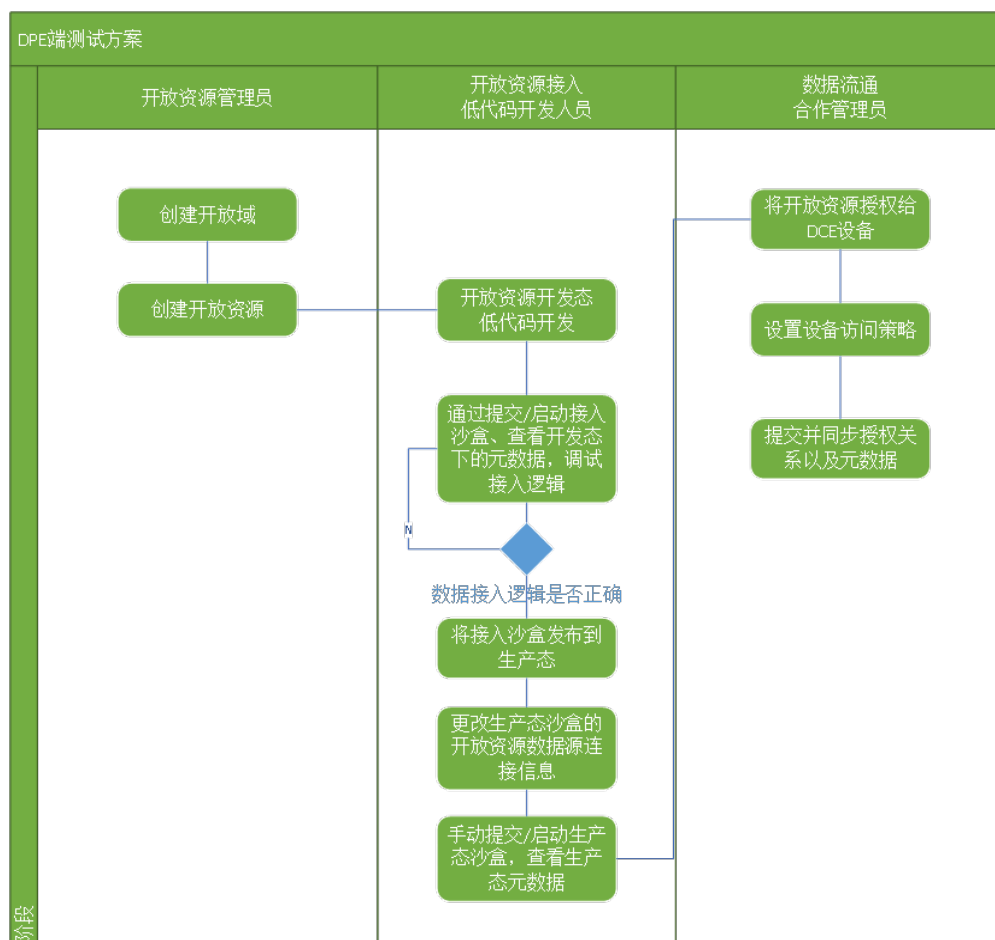 DPE端测试方案
开放资源管理员
开放资源接入
低代码开发人员
数据流通
合作管理员
创建开放域
创建开放资源
开放资源开发态
低代码开发
通过提交/启动接入
沙盒、查看开发态
下的元数据，调试
接入逻辑
N
数据接入逻辑是否正确
将接入沙盒发布到
生产态
更改生产态沙盒的
开放资源数据源连
接信息
手动提交/启动生产
态沙盒，查看生产
态元数据
将开放资源授权给
DCE设备
设置设备访问策略
提交并同步授权关
系以及元数据
阶段